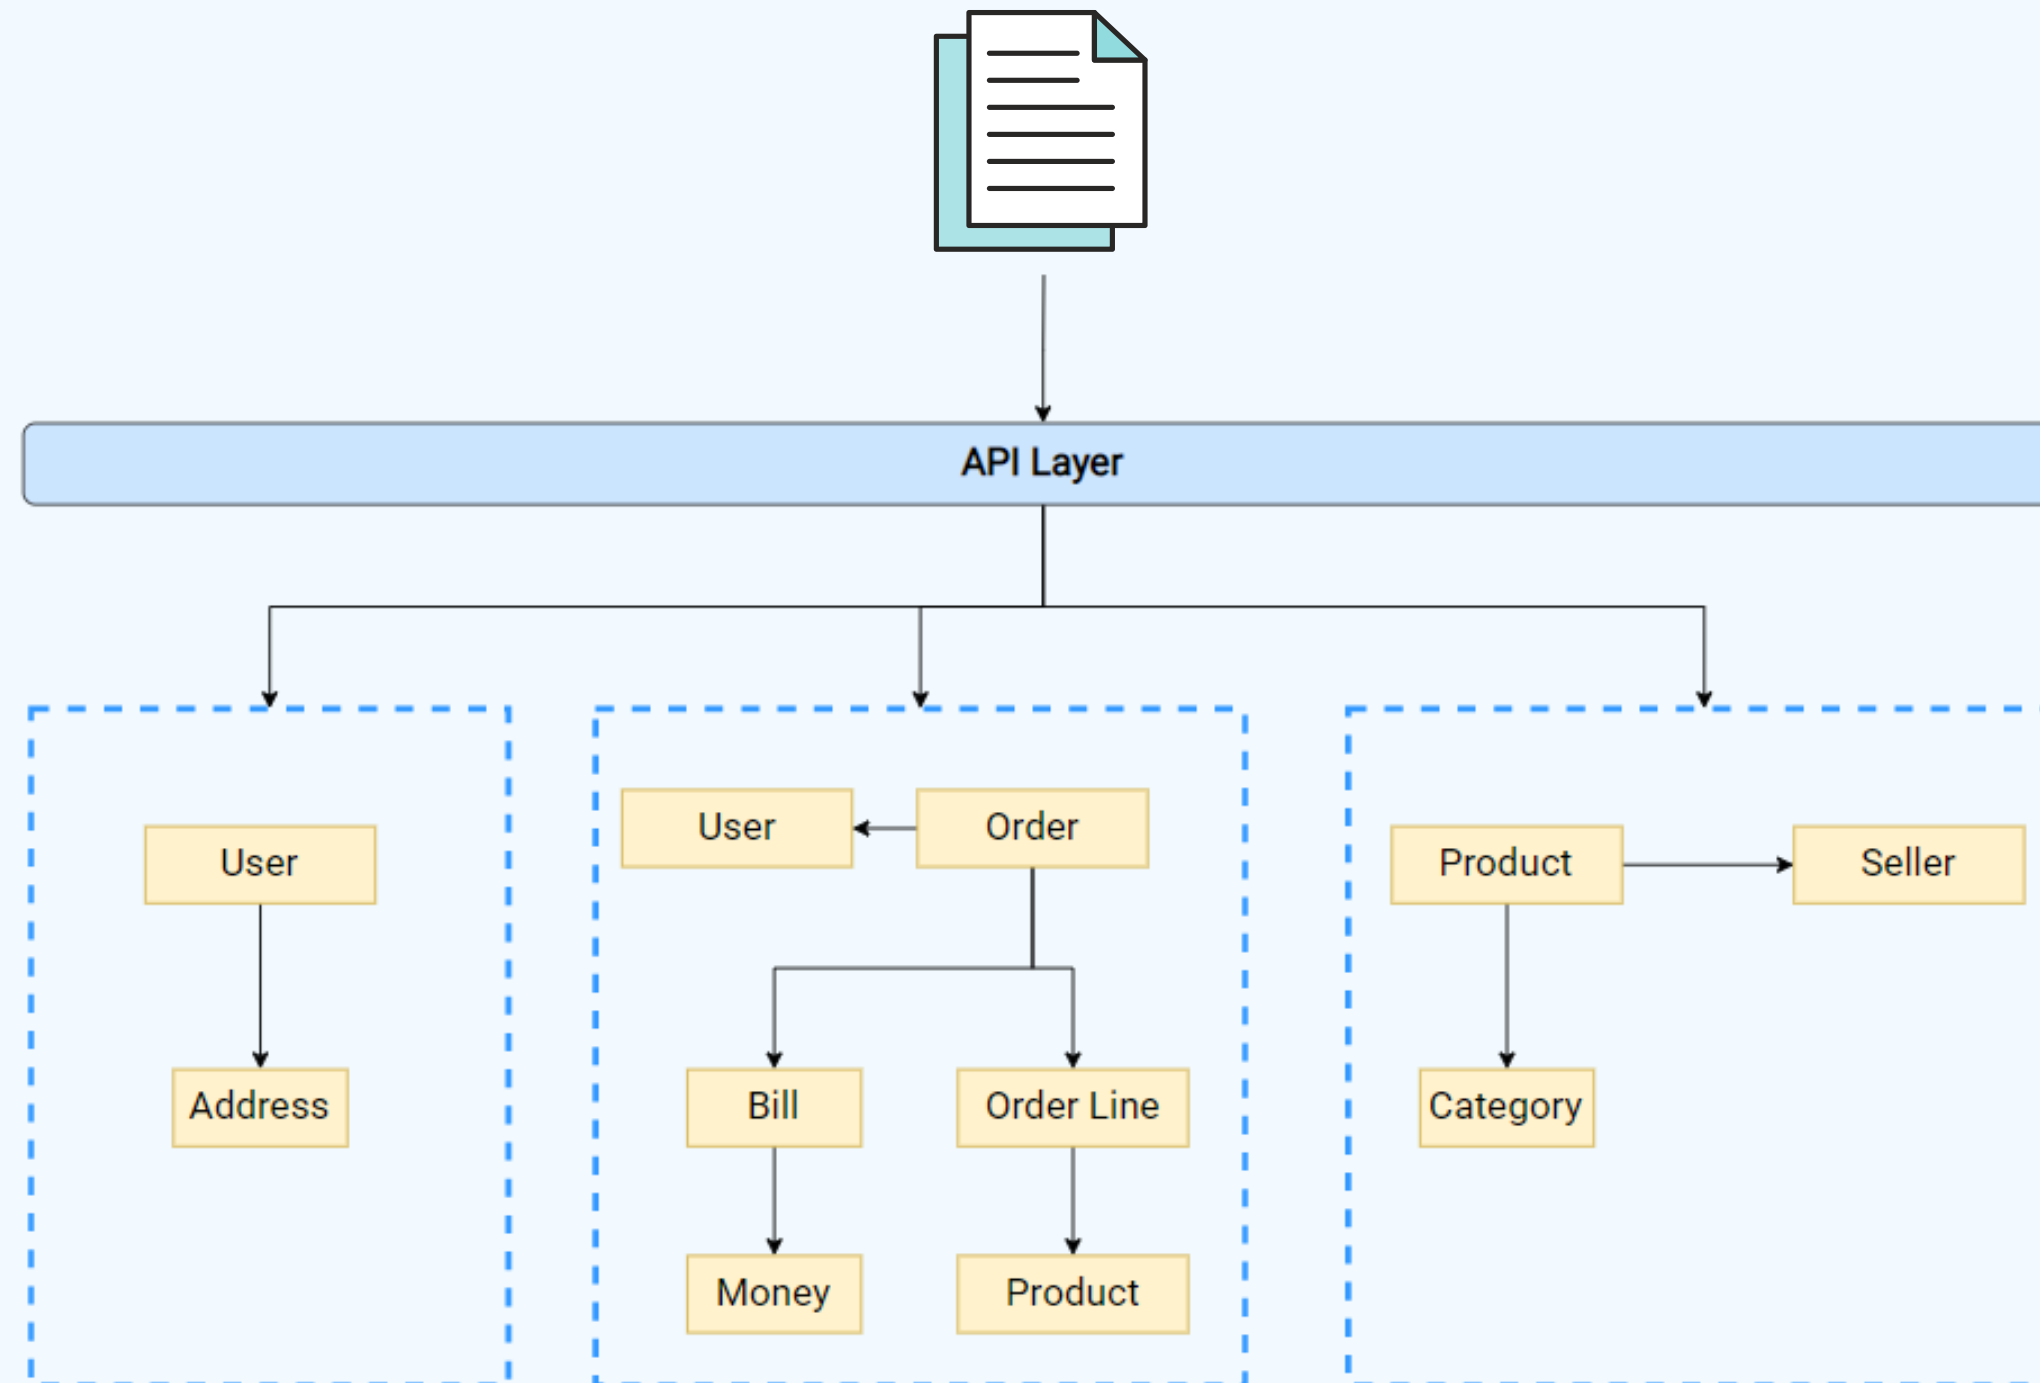 API Layer
User
Order
User
Product
Seller
Address
Bill
Order Line
Category
Money
Product